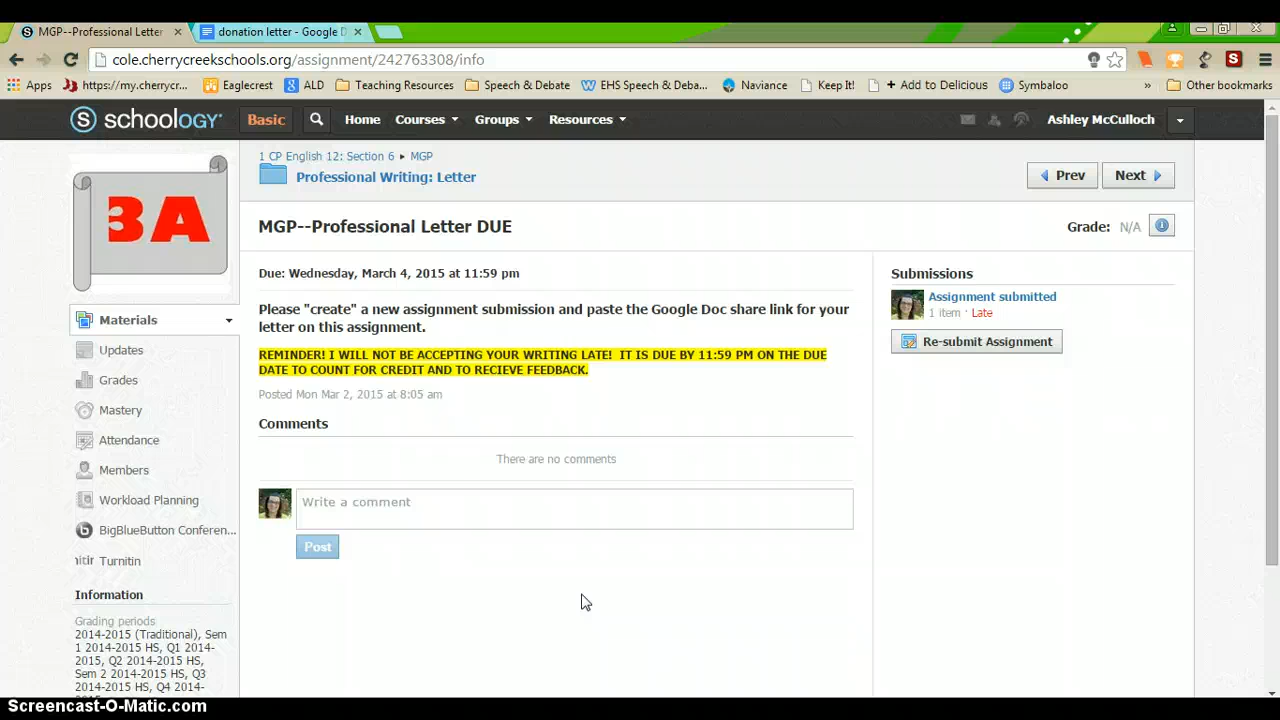 MGP--Professional Letter
donation letter - Google D
cole.cherrycreekschools.org/assignment/242763308/info
Apps https://my.cherrycr... Eaglecrest ALD Teaching Resources Speech & Debate EHS Speech & Deba... Naviance Keep It! + Add to Delicious Symbaloo » Other bookmarks
schoology Basic Home Courses Groups Resources Ashley McCulloch
1 CP English 12: Section 6 ▸ MGP
Professional Writing: Letter
Prev Next
3A
MGP--Professional Letter DUE
Grade: N/A
Due: Wednesday, March 4, 2015 at 11:59 pm
Please "create" a new assignment submission and paste the Google Doc share link for your
letter on this assignment.
REMINDER! I WILL NOT BE ACCEPTING YOUR WRITING LATE! IT IS DUE BY 11:59 PM ON THE DUE
DATE TO COUNT FOR CREDIT AND TO RECIEVE FEEDBACK.
Posted Mon Mar 2, 2015 at 8:05 am
Comments
There are no comments
Write a comment
Post
Submissions
Assignment submitted
1 item · Late
Re-submit Assignment
Materials
Updates
Grades
Mastery
Attendance
Members
Workload Planning
BigBlueButton Conferen...
Turnitin
Information
Grading periods
2014-2015 (Traditional), Sem
1 2014-2015 HS, Q1 2014-
2015, Q2 2014-2015 HS,
Sem 2 2014-2015 HS, Q3
2014-2015 HS, Q4 2014-
Screencast-O-Matic.com